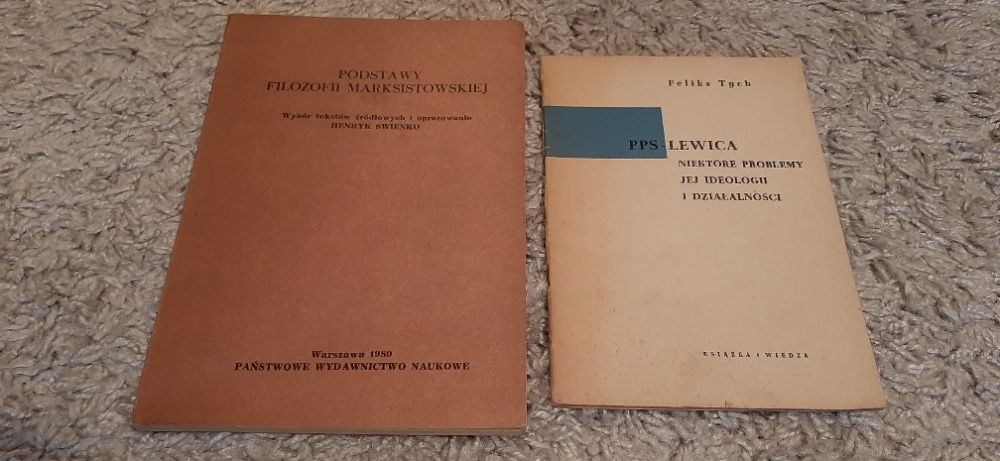 PODSTAWY
FILOZOFII MARKSISTOWSKIEJ
Wybór tekstów źródłowych i opracowanie
HENRYK SWIENKO
Warszawa 1980
PAŃSTWOWE WYDAWNICTWO NAUKOWE
Feliks Tych
PPS-LEWICA
NIEKTÓRE PROBLEMY
JEJ IDEOLOGII
I DZIAŁALNOŚCI
KSIĄŻKA I WIEDZA